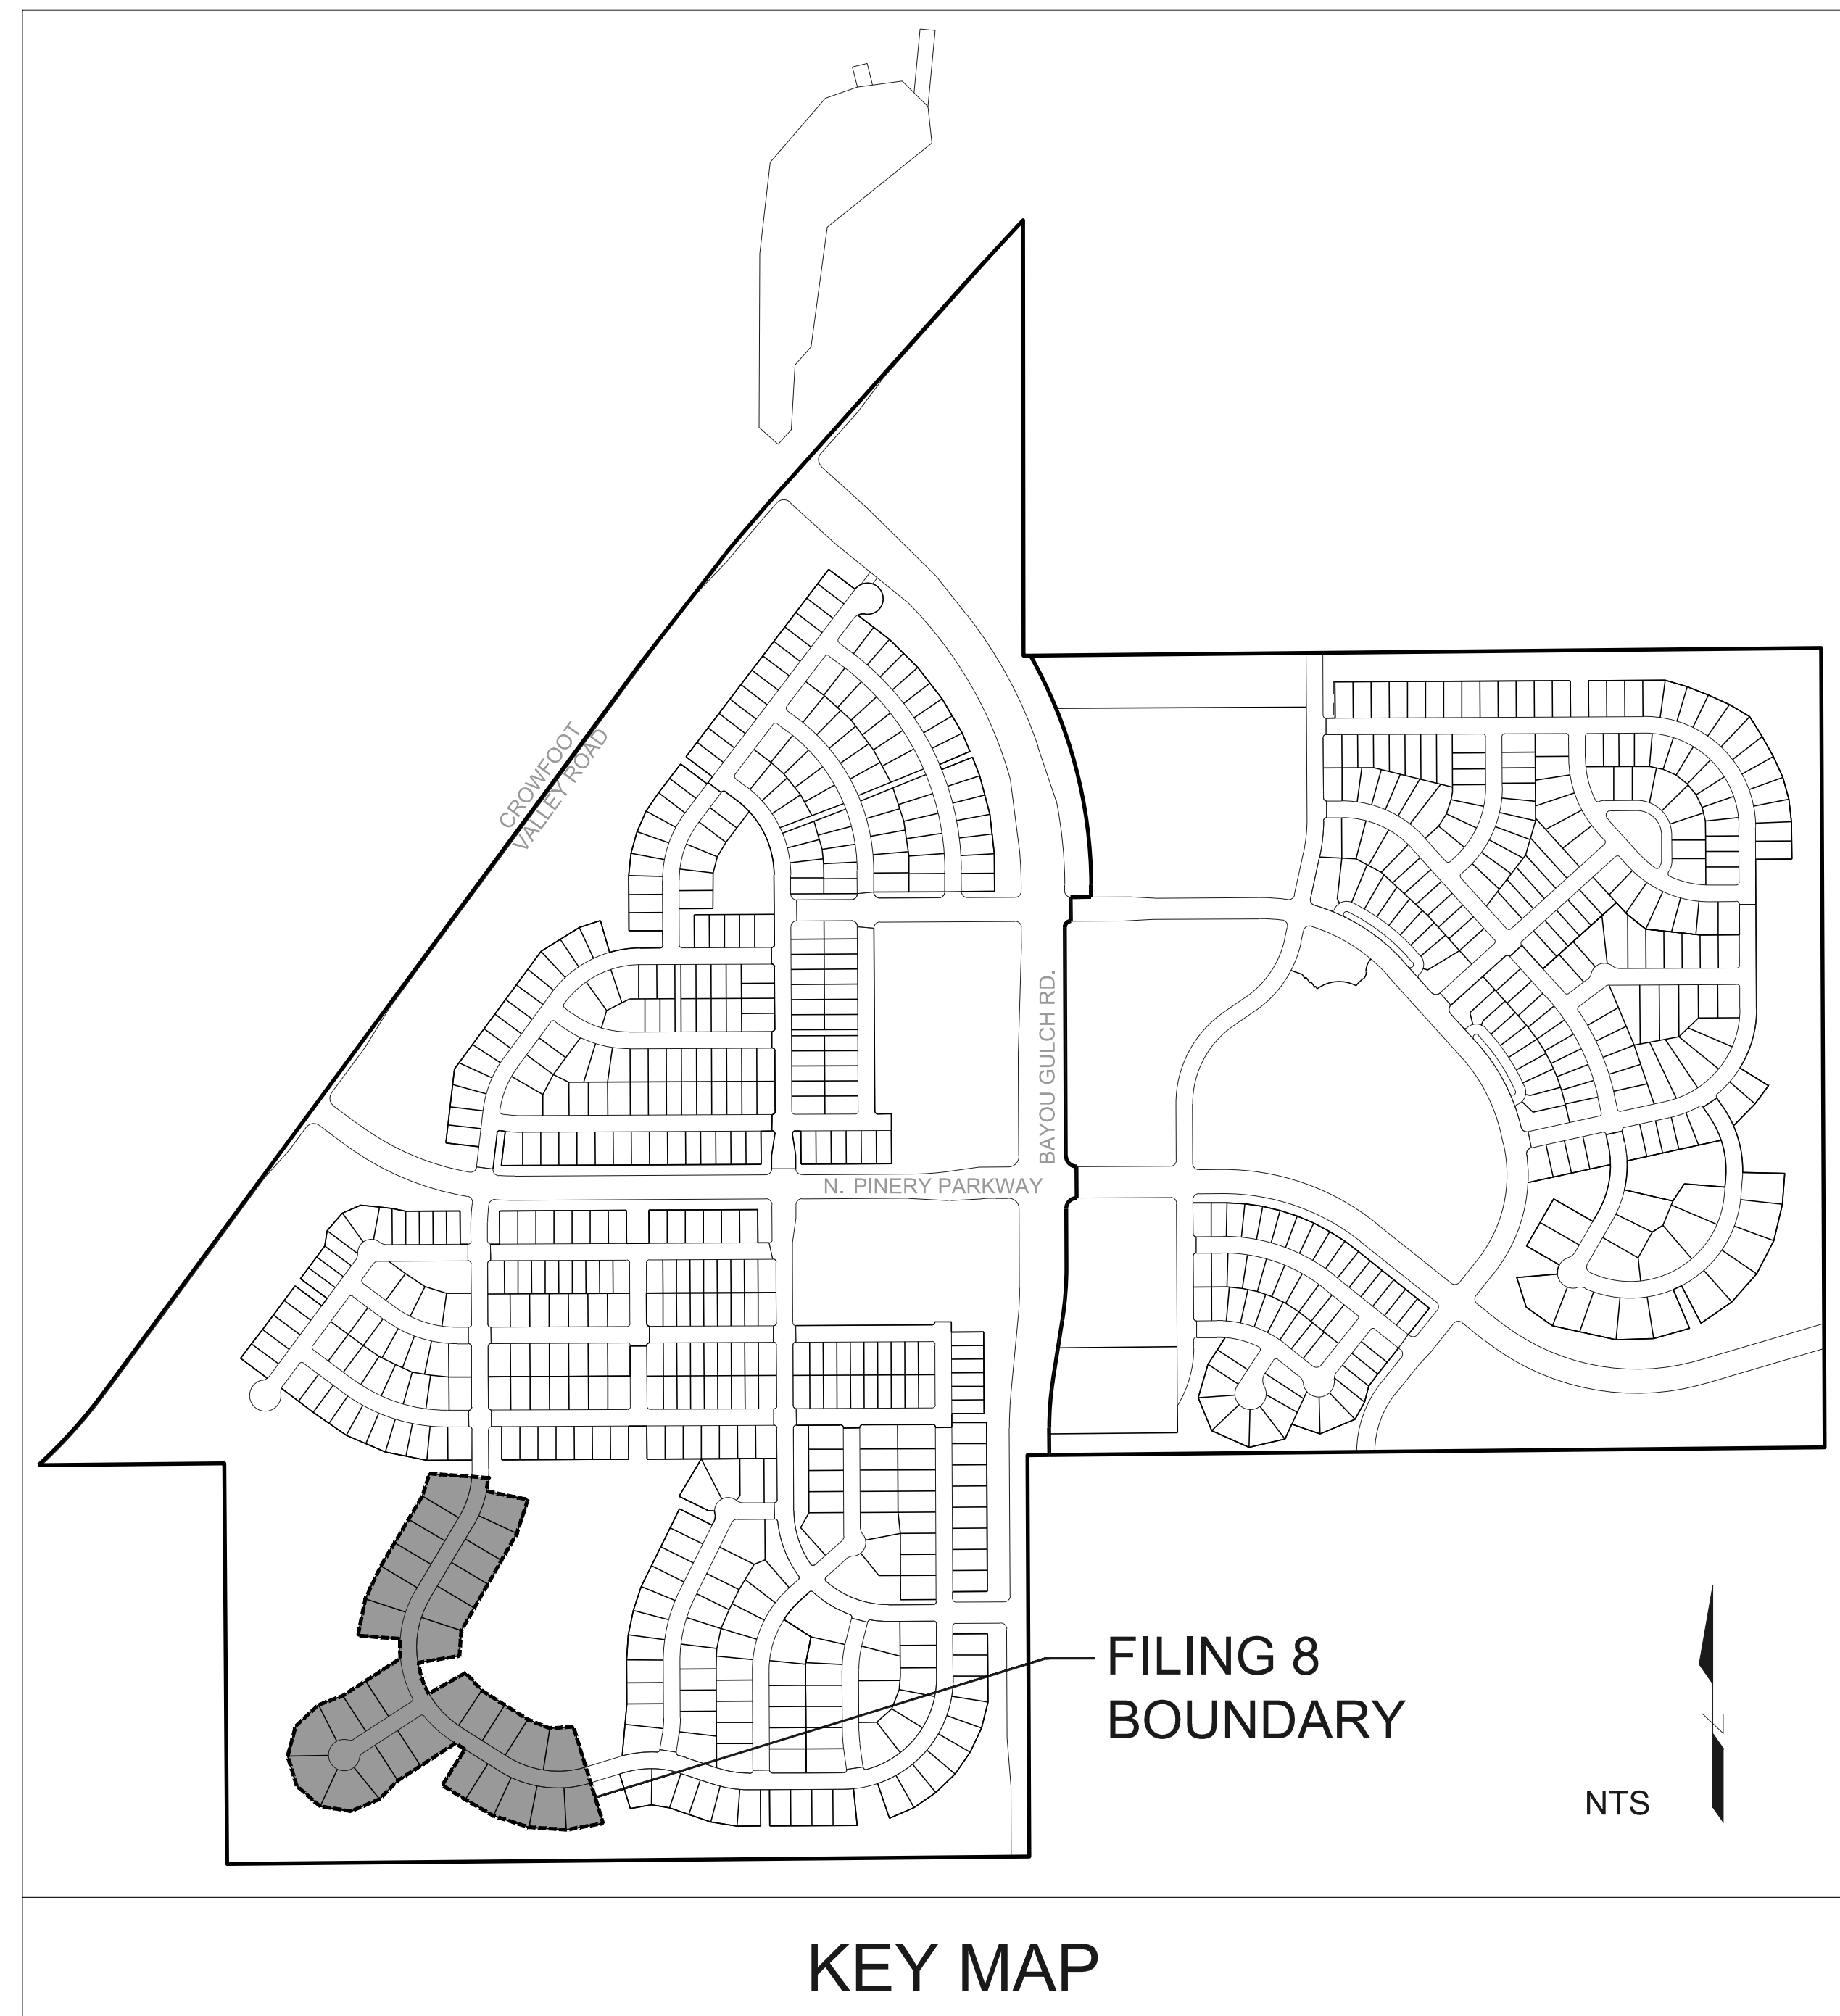 CROWFOOT
VALLEY ROAD
BAYOU GULCH RD.
N. PINERY PARKWAY
FILING 8
BOUNDARY
NTS
KEY MAP